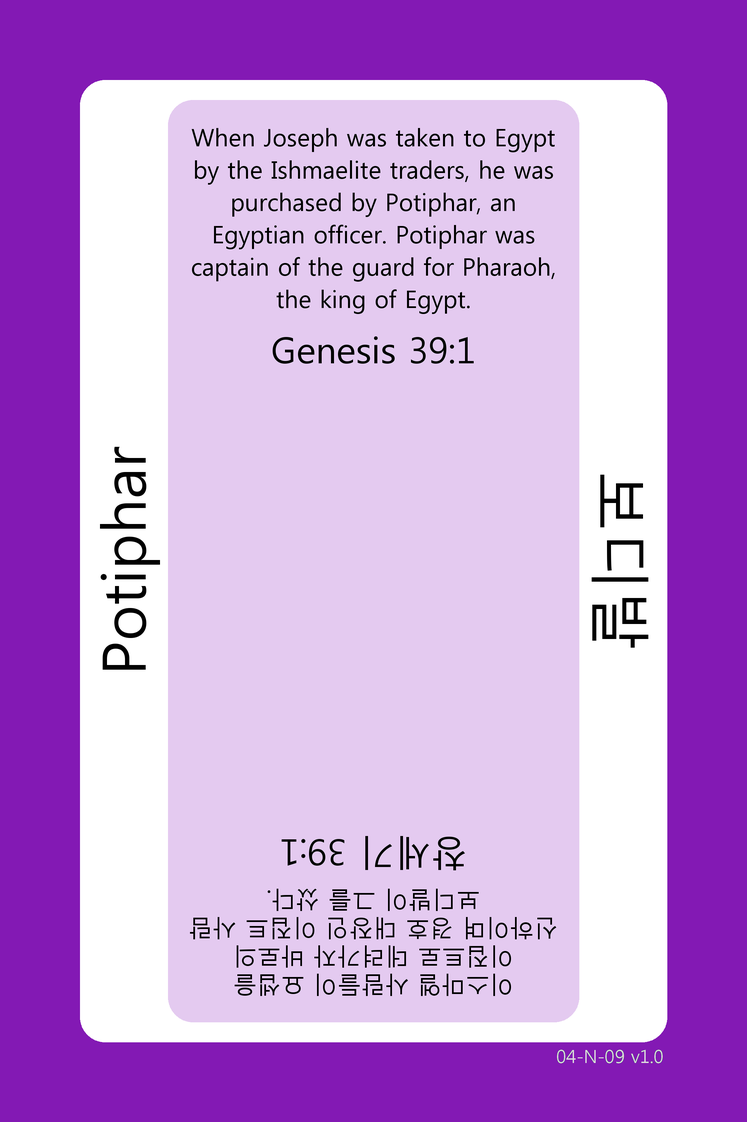 When Joseph was taken to Egypt
by the Ishmaelite traders, he was
purchased by Potiphar, an
Egyptian officer. Potiphar was
captain of the guard for Pharaoh,
the king of Egypt.
Genesis 39:1
Potiphar
보디발
이스마엘 사람들이 요셉을
이집트로 데려가자 바로의
신하이며 경호 대장인 이집트 사람
보디발이 그를 샀다.
창세기 39:1
04-N-09 v1.0